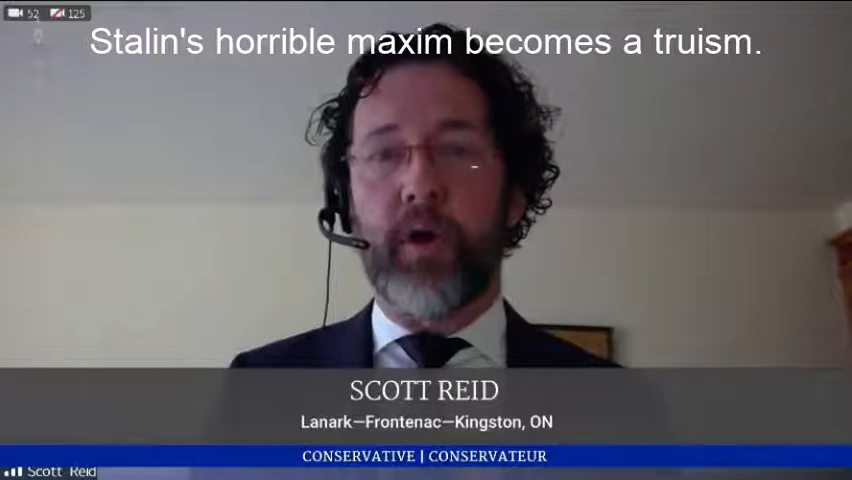 52 125
Stalin's horrible maxim becomes a truism.
SCOTT REID
Lanark—Frontenac—Kingston, ON
CONSERVATIVE | CONSERVATEUR
Scott Reid